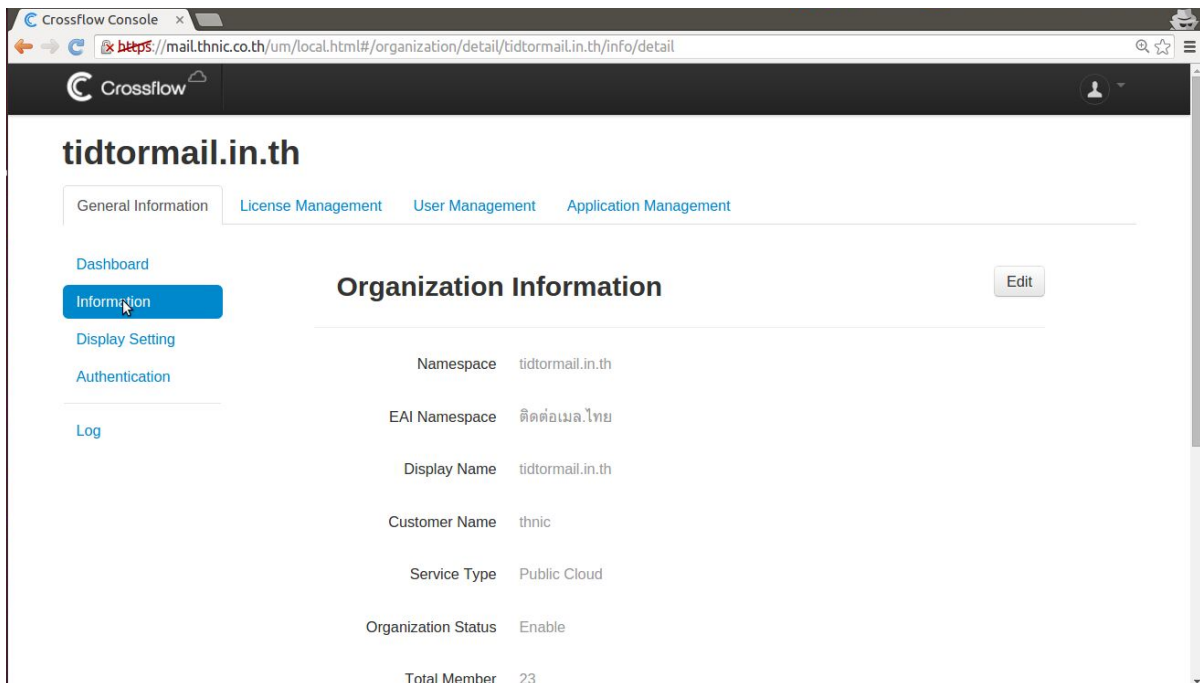 Crossflow Console ×
https://mail.thnic.co.th/um/local.html#/organization/detail/tidtormail.in.th/info/detail
Crossflow
tidtormail.in.th
General Information License Management User Management Application Management
Dashboard
Information
Display Setting
Authentication
Log
Organization Information Edit
Namespace tidtormail.in.th
EAI Namespace ติดต่อเมล.ไทย
Display Name tidtormail.in.th
Customer Name thnic
Service Type Public Cloud
Organization Status Enable
Total Member 23